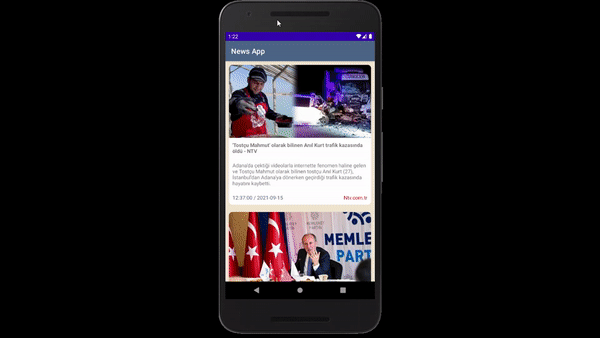 1:22
News App
'Tostçu Mahmut' olarak bilinen Anıl Kurt trafik kazasında
öldü - NTV
Adana'da çektiği videolarla internette fenomen haline gelen
ve Tostçu Mahmut olarak bilinen tostçu Anıl Kurt (27),
İstanbul'dan Adana'ya dönerken geçirdiği trafik kazasında
hayatını kaybetti.
12:37:00 / 2021-09-15
Ntv.com.tr
MEMLE
PARTİ